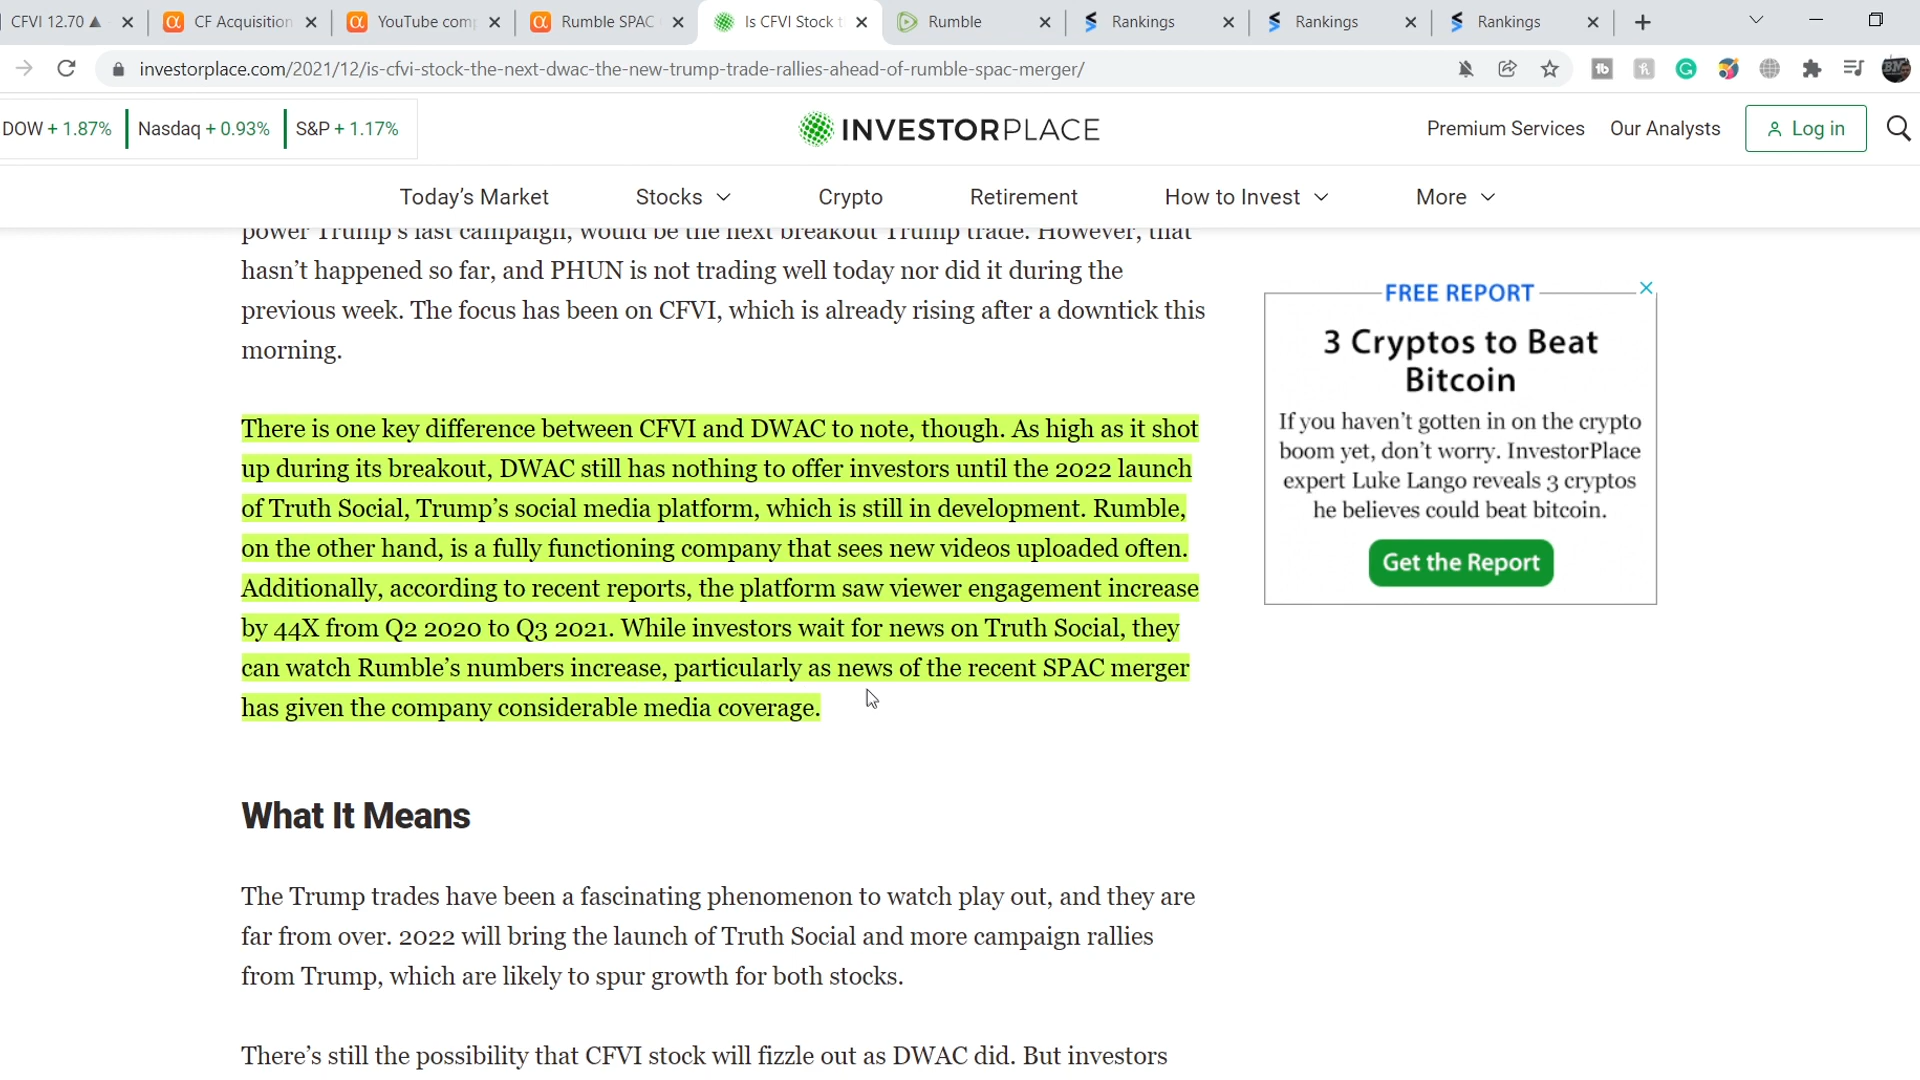 CFVI 12.70 ▲
CF Acquisition
YouTube com
Rumble SPAC
Is CFVI Stock t
Rumble
Rankings
Rankings
Rankings
investorplace.com/2021/12/is-cfvi-stock-the-next-dwac-the-new-trump-trade-rallies-ahead-of-rumble-spac-merger/
DOW + 1.87%
Nasdaq + 0.93%
S&P + 1.17%
INVESTORPLACE
Premium Services
Our Analysts
Log in
Today's Market
Stocks
Crypto
Retirement
How to Invest
More
power Trump's last campaign, would be the next breakout Trump trade. However, that
hasn't happened so far, and PHUN is not trading well today nor did it during the
previous week. The focus has been on CFVI, which is already rising after a downtick this
morning.
There is one key difference between CFVI and DWAC to note, though. As high as it shot
up during its breakout, DWAC still has nothing to offer investors until the 2022 launch
of Truth Social, Trump's social media platform, which is still in development. Rumble,
on the other hand, is a fully functioning company that sees new videos uploaded often.
Additionally, according to recent reports, the platform saw viewer engagement increase
by 44X from Q2 2020 to Q3 2021. While investors wait for news on Truth Social, they
can watch Rumble's numbers increase, particularly as news of the recent SPAC merger
has given the company considerable media coverage.
What It Means
The Trump trades have been a fascinating phenomenon to watch play out, and they are
far from over. 2022 will bring the launch of Truth Social and more campaign rallies
from Trump, which are likely to spur growth for both stocks.
There's still the possibility that CFVI stock will fizzle out as DWAC did. But investors
FREE REPORT
3 Cryptos to Beat
Bitcoin
If you haven't gotten in on the crypto
boom yet, don't worry. InvestorPlace
expert Luke Lango reveals 3 cryptos
he believes could beat bitcoin.
Get the Report